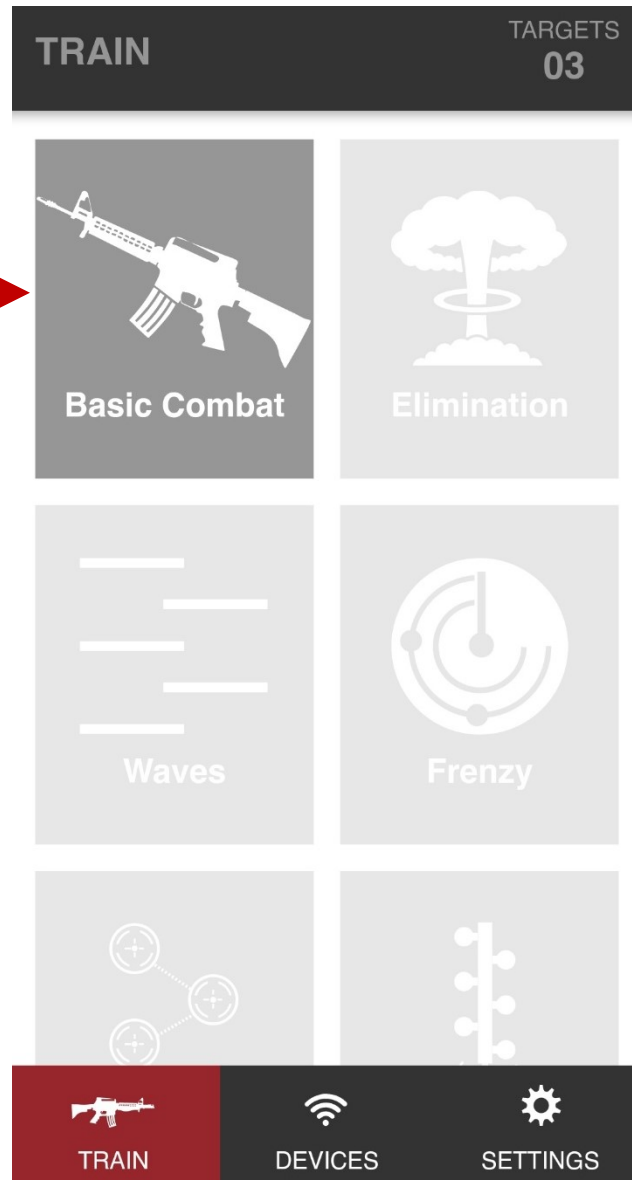 TRAIN
TARGETS
03
Basic Combat
Elimination
Waves
Frenzy
TRAIN
DEVICES
SETTINGS